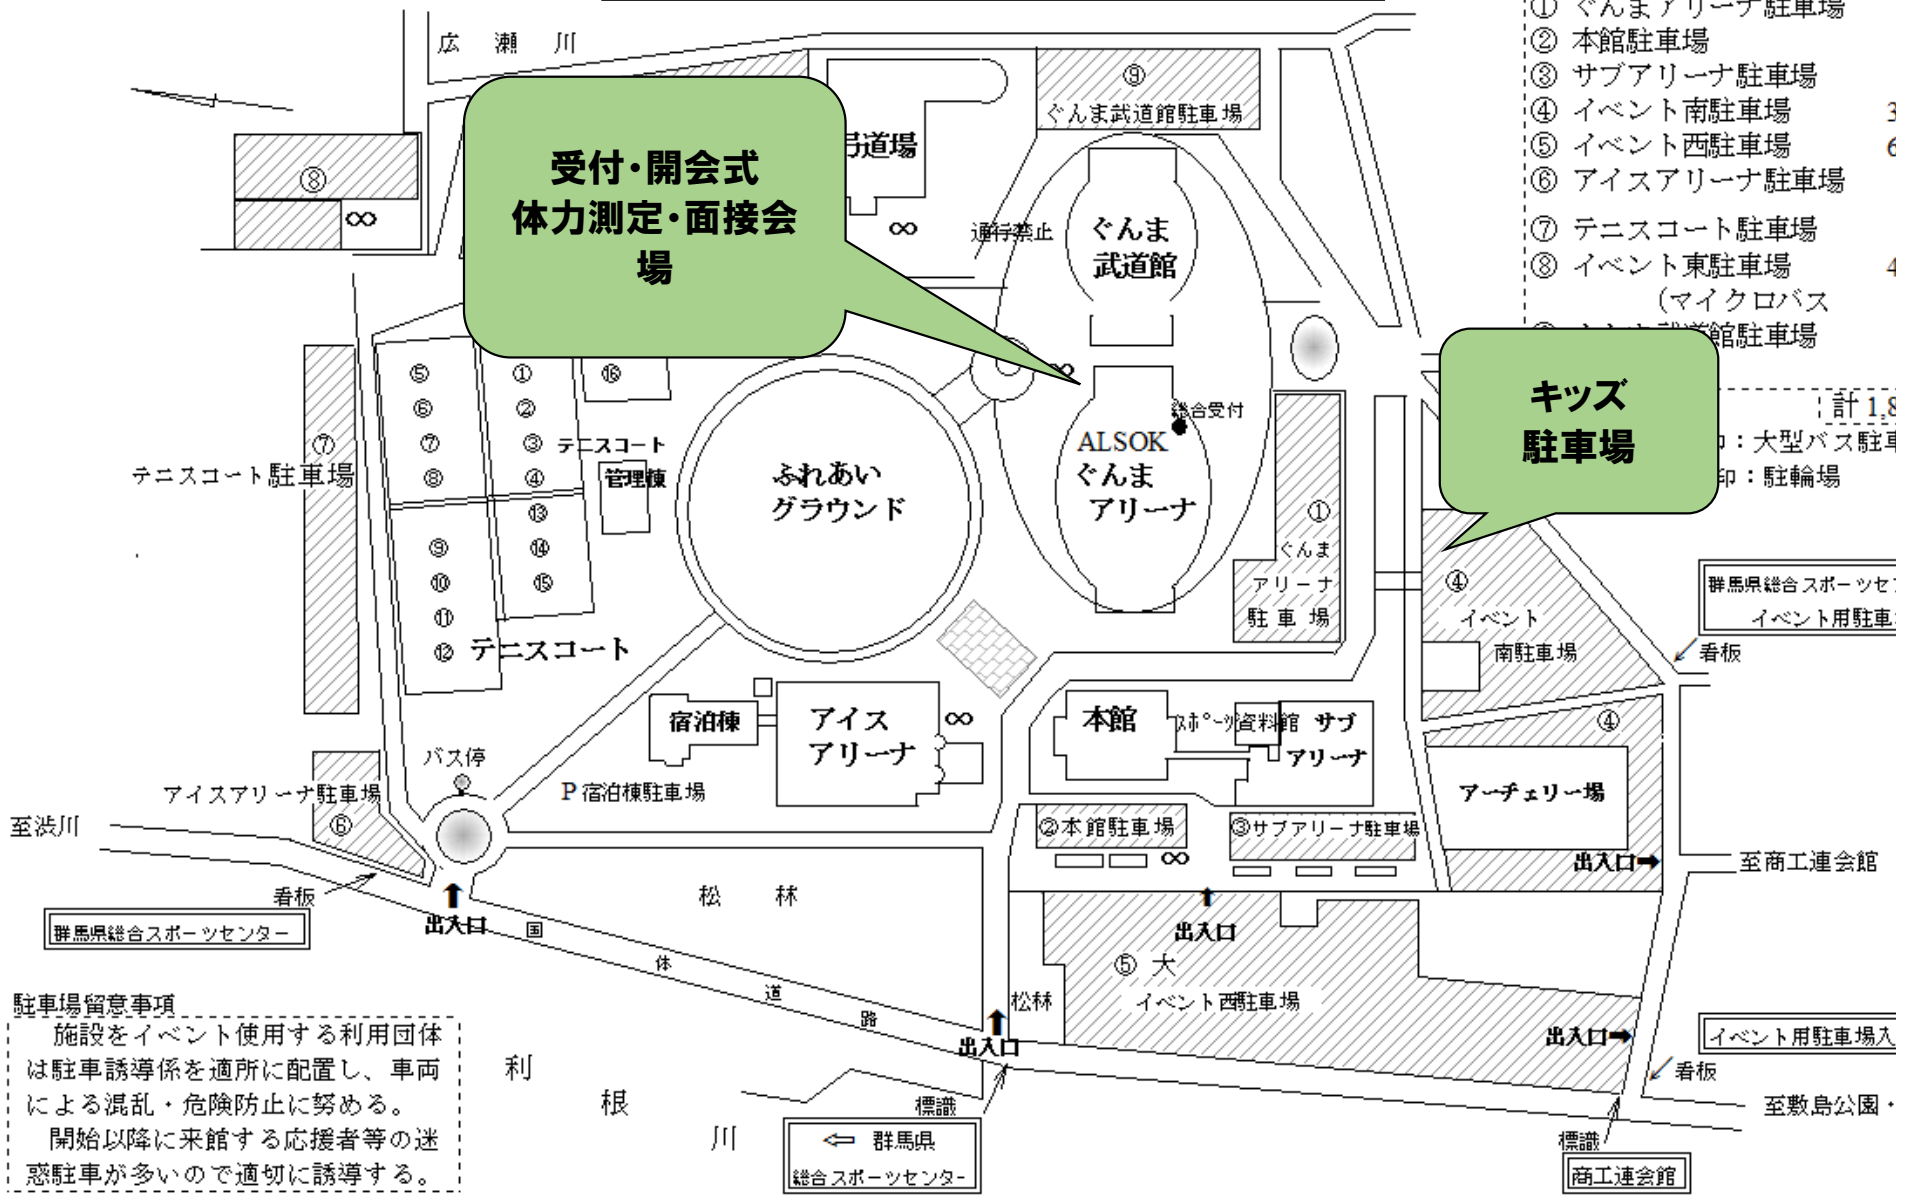 ① ぐんまアリーナ駐車場
② 本館駐車場
③ サブアリーナ駐車場
④ イベント南駐車場 3
⑤ イベント西駐車場 6
⑥ アイスアリーナ駐車場
⑦ テニスコート駐車場
⑧ イベント東駐車場 4
(マイクロバス
館駐車場
計 1,8
：大型バス駐車
印：駐輪場
広 瀬 川
⑨
ぐんま武道館駐車場
受付・開会式
体力測定・面接会
場
弓道場
⑧
∞
∞
通行禁止
ぐんま
武道館
∞
総合受付
ALSOK
ぐんま
アリーナ
キッズ
駐車場
⑤
⑥
⑦
⑧
①
②
③
④
⑯
テニスコート
管理棟
⑦
テニスコート駐車場
⑬
⑭
⑮
⑨
⑩
⑪
⑫
テニスコート
ふれあい
グラウンド
①
ぐんま
アリーナ
駐車場
④
イベント
南駐車場
群馬県総合スポーツセ
イベント用駐車
看板
宿泊棟
アイス
アリーナ
∞
本館
スポーツ資料館
サブ
アリーナ
④
アーチェリー場
バス停
P 宿泊棟駐車場
アイスアリーナ駐車場
⑥
至渋川
②本館駐車場
∞
③サブアリーナ駐車場
出入口➡
至商工連会館
看板
群馬県総合スポーツセンター
⬆
出入口
松 林
国
体
道
路
⬆
出入口
⑤ 大
イベント西駐車場
松林
⬆
出入口
出入口➡
イベント用駐車場入
看板
至敷島公園・
駐車場留意事項
施設をイベント使用する利用団体
は駐車誘導係を適所に配置し、車両
による混乱・危険防止に努める。
開始以降に来館する応援者等の迷
惑駐車が多いので適切に誘導する。
利
根
川
標識
⇦ 群馬県
総合スポーツセンター
標識
商工連会館